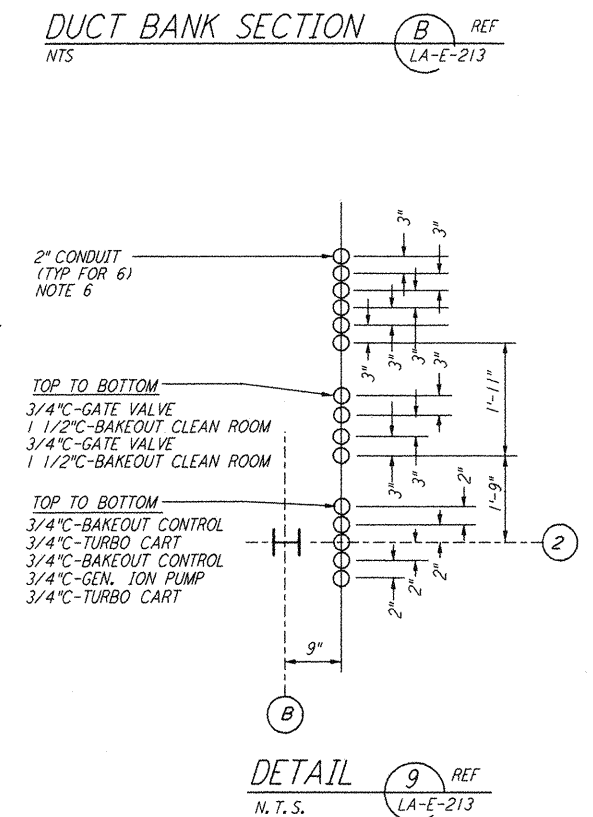 DUCT BANK SECTION
B
REF
NTS
LA-E-213
3"
3"
2" CONDUIT
(TYP FOR 6)
NOTE 6
3"
3"
3"
3"
TOP TO BOTTOM
3/4"C-GATE VALVE
1 1/2"C-BAKEOUT CLEAN ROOM
3/4"C-GATE VALVE
1 1/2"C-BAKEOUT CLEAN ROOM
1'-11"
3"
3"
1'-9"
2"
TOP TO BOTTOM
3/4"C-BAKEOUT CONTROL
3/4"C-TURBO CART
3/4"C-BAKEOUT CONTROL
3/4"C-GEN. ION PUMP
3/4"C-TURBO CART
2
2"
2"
2"
9"
B
DETAIL
9
REF
N.T.S.
LA-E-213